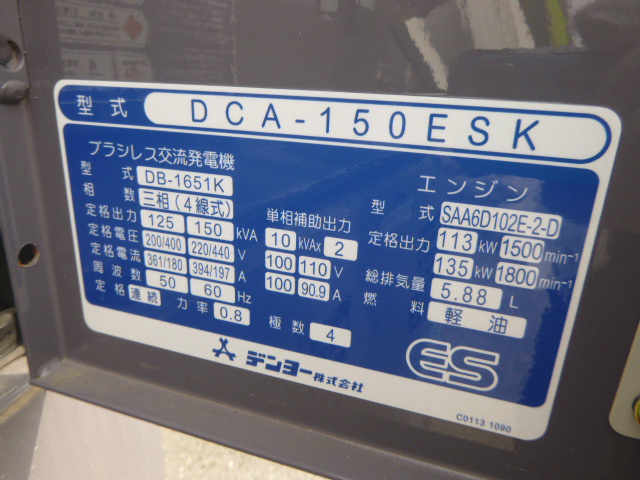 型式 DCA-150ESK
ブラシレス交流発電機
型式 DB-1651K
相数 三相(4線式)
定格出力 125 150 kVA
定格電圧 200/400 220/440 V
定格電流 361/180 394/197 A
周波数 50 60 Hz
定格 連続 力率 0.8 極数 4
単相補助出力
10 kVAx 2
100 110 V
100 90.9 A
エンジン
型式 SAA6D102E-2-D
定格出力 113 kW 1500 min⁻¹
135 kW 1800 min⁻¹
総排気量 5.88 L
燃料 軽油
デンヨー株式会社
ES
C0113 1090